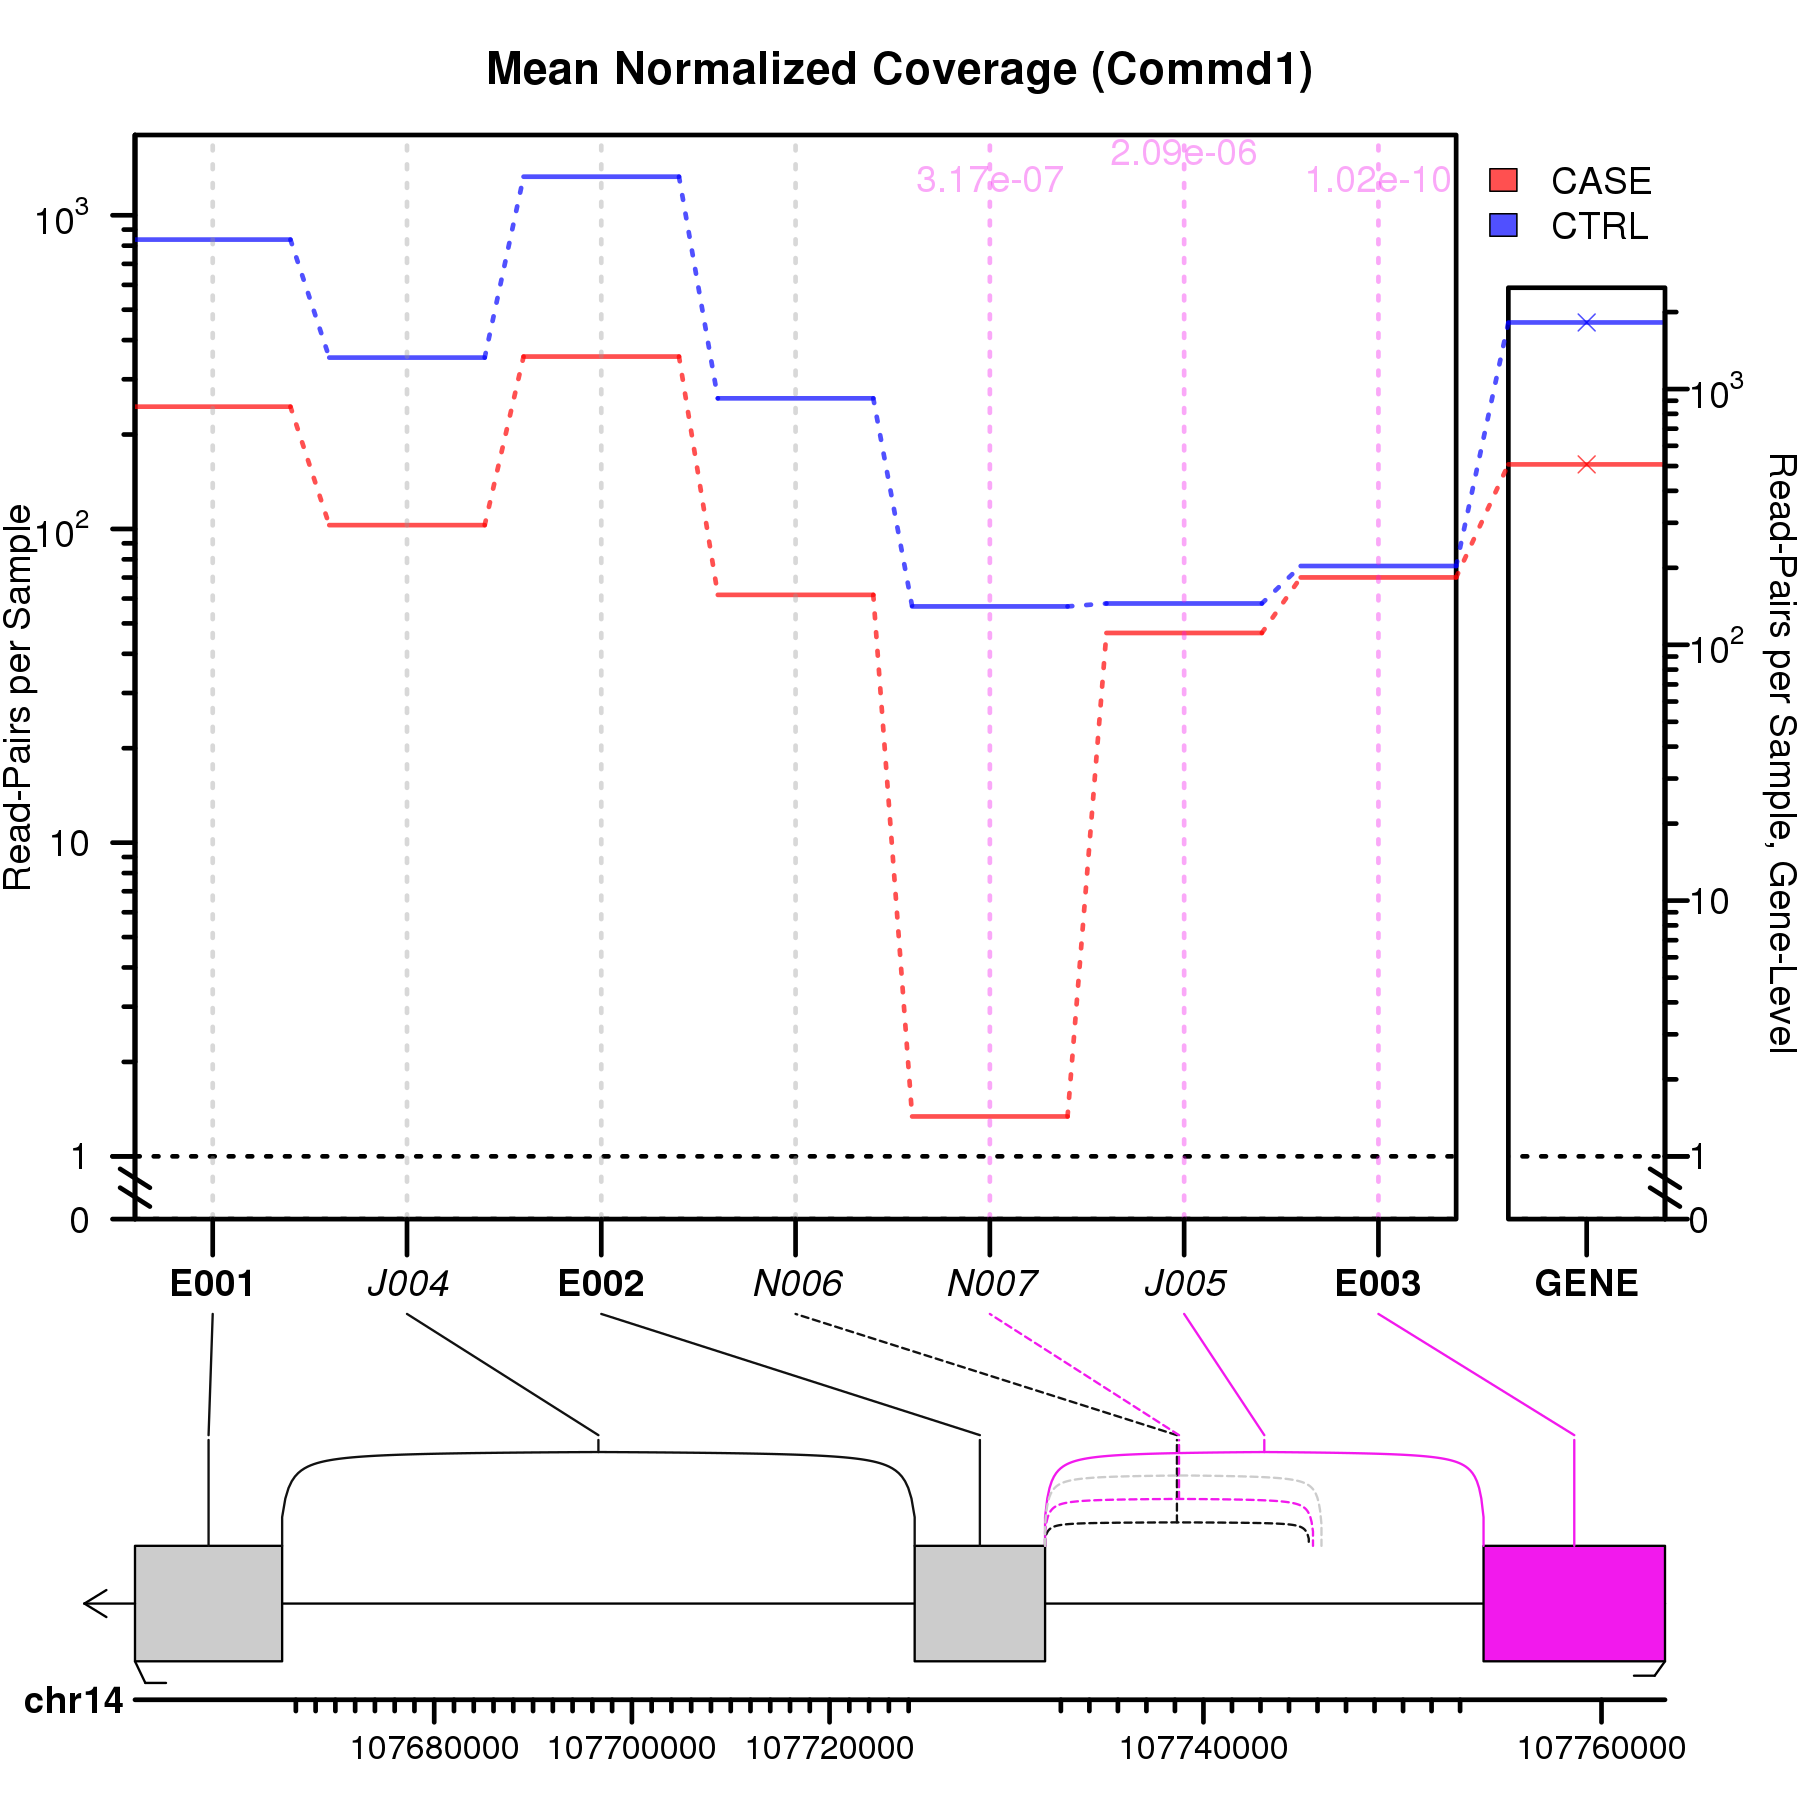 Mean Normalized Coverage (Commd1)
3.17e-07
2.09e-06
1.02e-10
CASE
CTRL
Read-Pairs per Sample
10³
10²
10
1
0
Read-Pairs per Sample, Gene-Level
10³
10²
10
1
0
E001 J004 E002 N006 N007 J005 E003 GENE
chr14
107680000 107700000 107720000 107740000 107760000